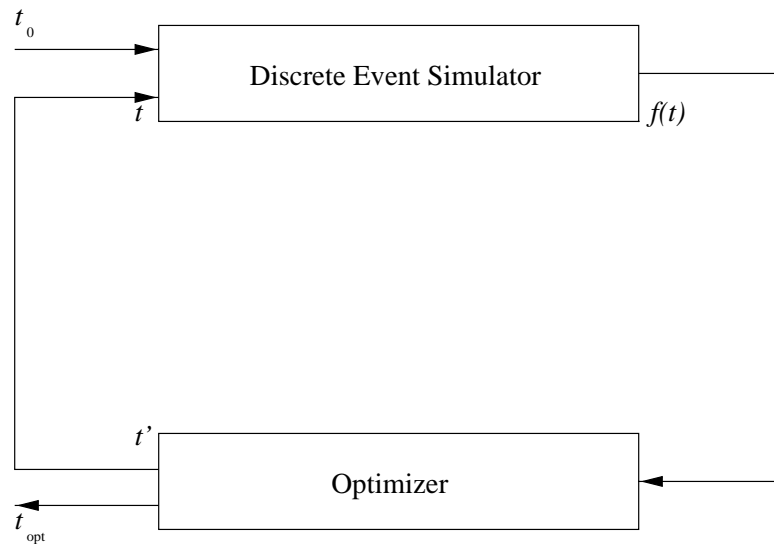 t0
Discrete Event Simulator
t
f(t)
t’
Optimizer
topt